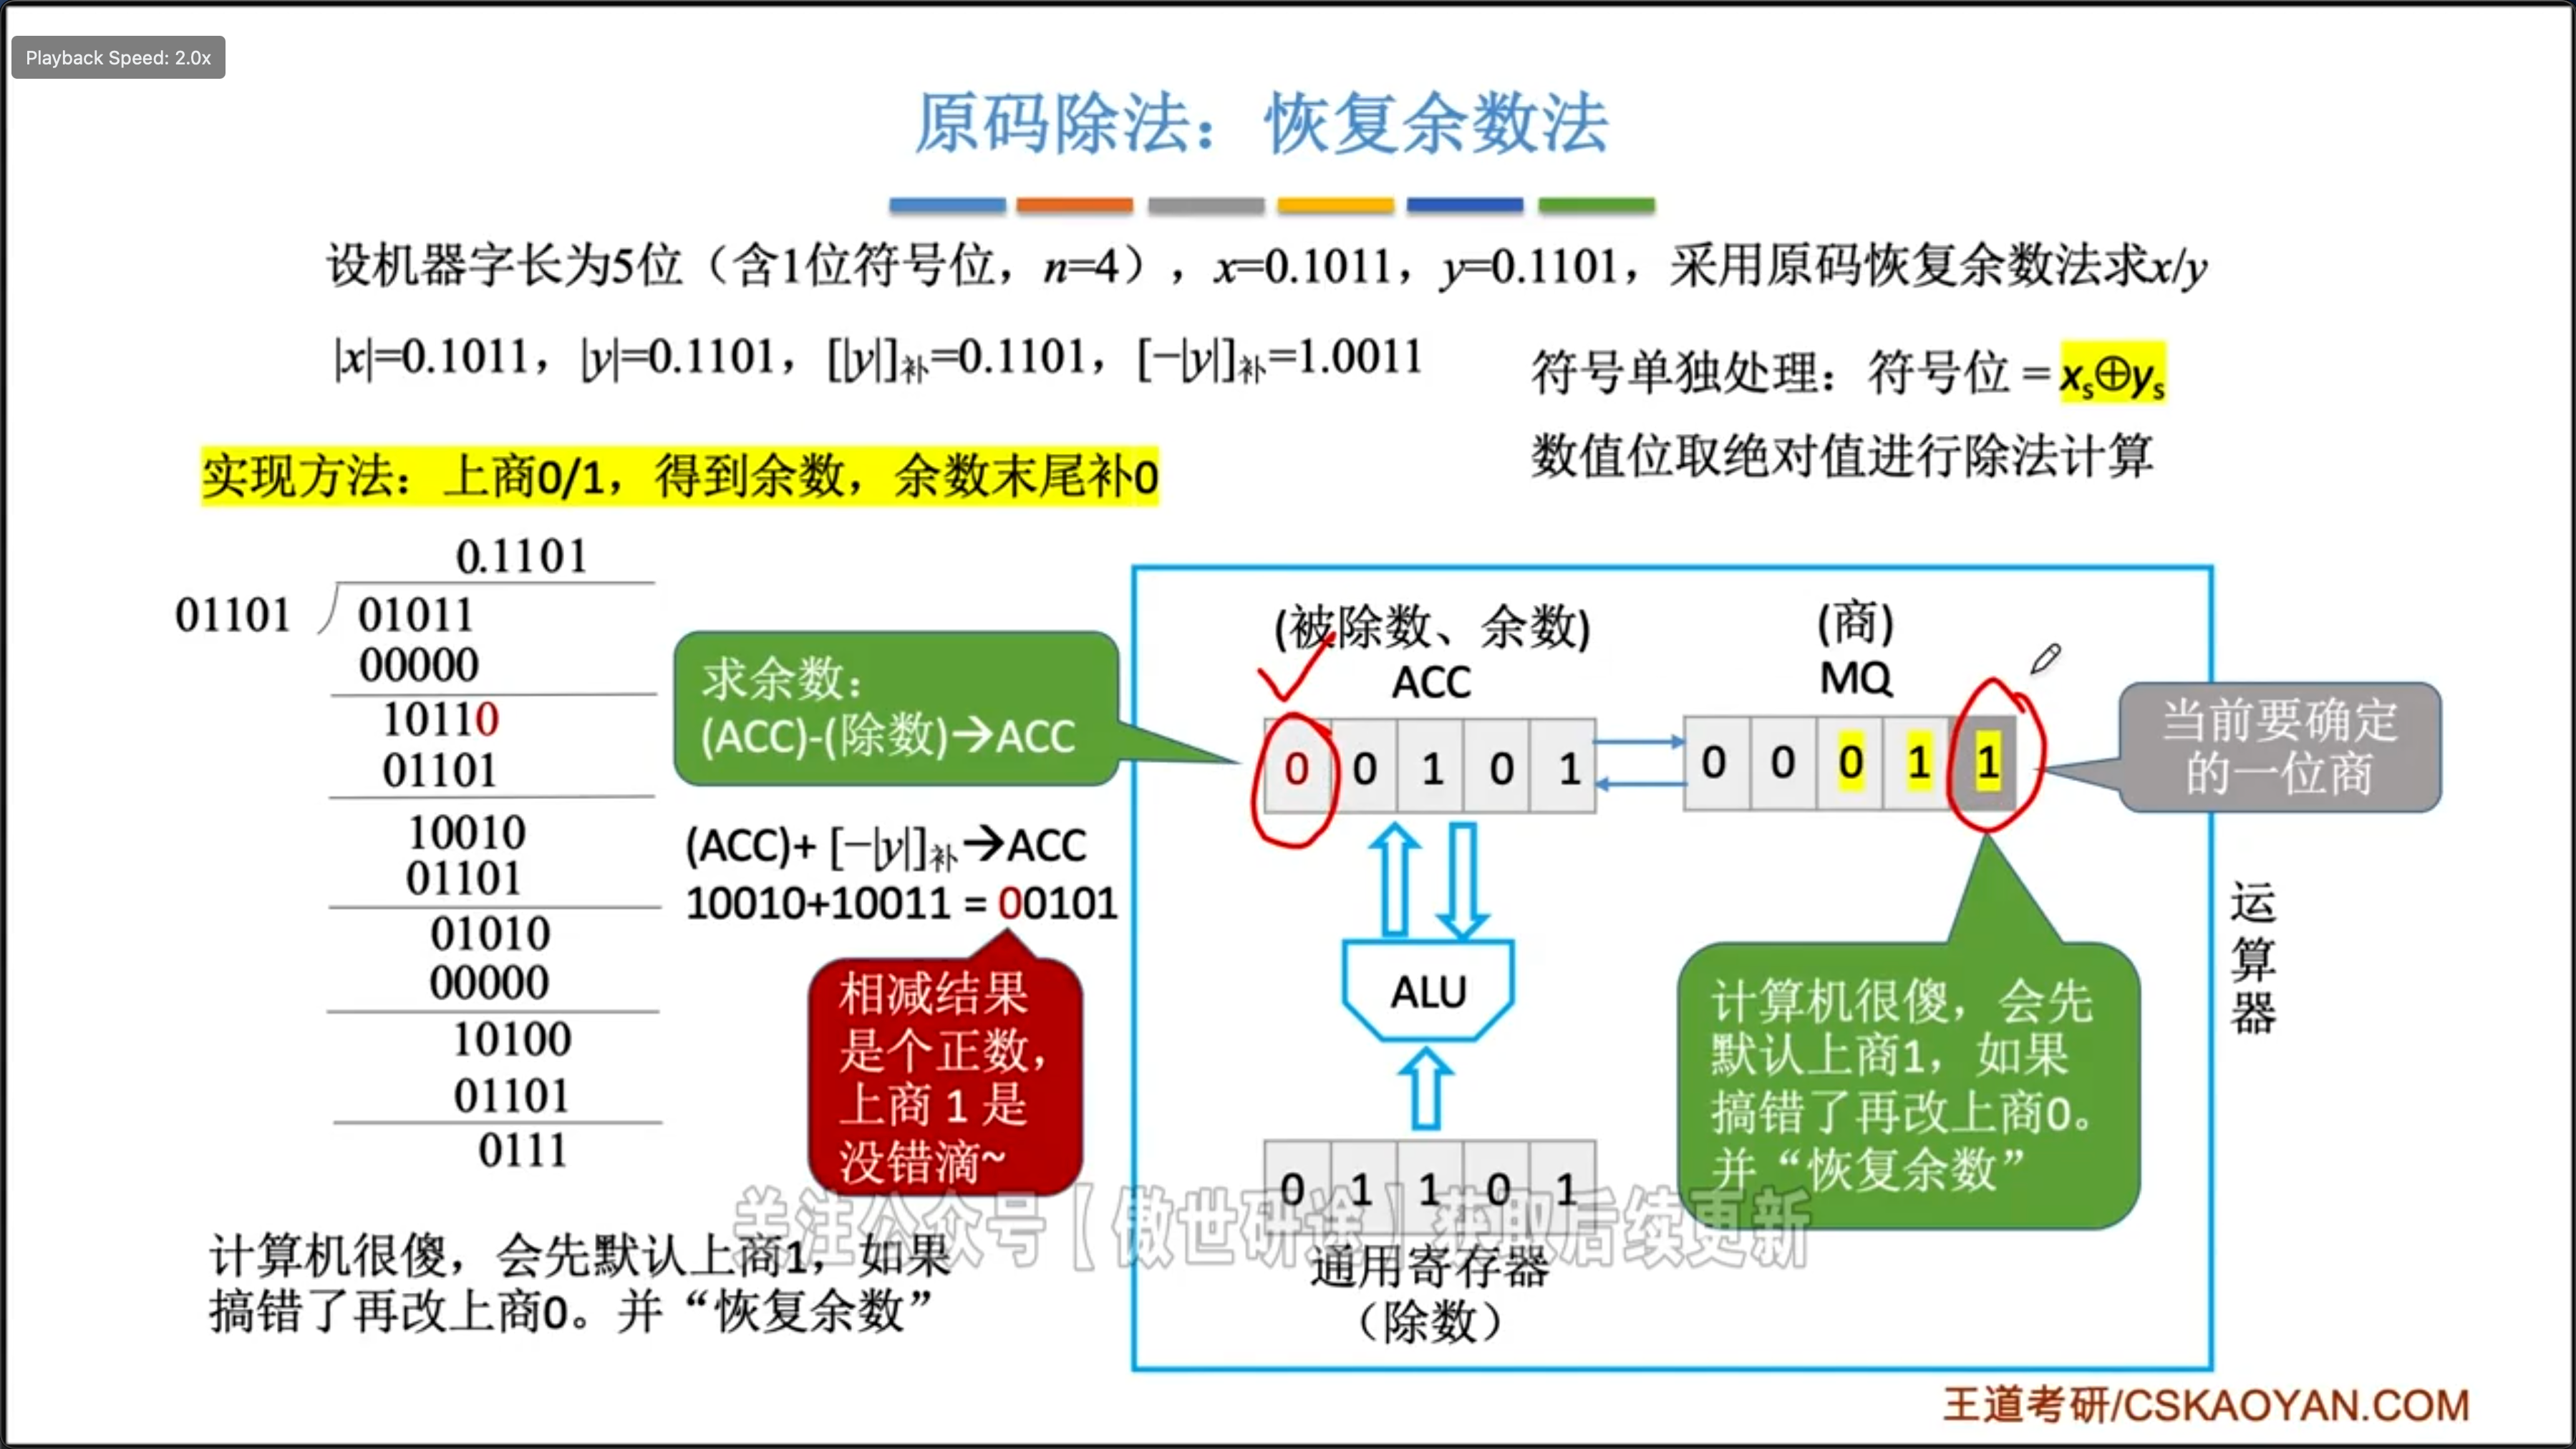 Playback Speed: 2.0x
原码除法：恢复余数法
设机器字长为5位（含1位符号位，n=4），x=0.1011，y=0.1101，采用原码恢复余数法求x/y
|x|=0.1011，|y|=0.1101，[|y|]补=0.1101，[−|y|]补=1.0011
符号单独处理：符号位 = xs⊕ys
数值位取绝对值进行除法计算
实现方法：上商0/1，得到余数，余数末尾补0
0.1101
01101
01011
00000
10110
01101
10010
01101
01010
00000
10100
01101
0111
求余数：
(ACC)-(除数)→ACC
(ACC)+ [−|y|]补→ACC
10010+10011 = 00101
相减结果
是个正数，
上商 1 是
没错滴~
计算机很傻，会先默认上商1，如果
搞错了再改上商0。并“恢复余数”
(被除数、余数)
ACC
0 0 1 0 1
(商)
MQ
0 0 0 1 1
当前要确定
的一位商
ALU
计算机很傻，会先
默认上商1，如果
搞错了再改上商0。
并“恢复余数”
运
算
器
0 1 1 0 1
通用寄存器
（除数）
关注公众号【傲世研途】获取后续更新
王道考研/CSKAOYAN.COM